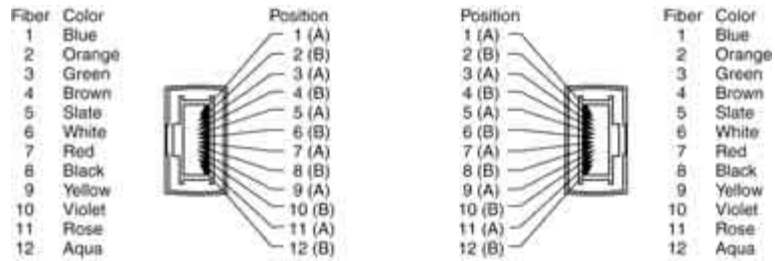 Fiber Color Position Position Fiber Color
1 Blue 1 (A) 1 (A) 1 Blue
2 Orange 2 (B) 2 (B) 2 Orange
3 Green 3 (A) 3 (A) 3 Green
4 Brown 4 (B) 4 (B) 4 Brown
5 Slate 5 (A) 5 (A) 5 Slate
6 White 6 (B) 6 (B) 6 White
7 Red 7 (A) 7 (A) 7 Red
8 Black 8 (B) 8 (B) 8 Black
9 Yellow 9 (A) 9 (A) 9 Yellow
10 Violet 10 (B) 10 (B) 10 Violet
11 Rose 11 (A) 11 (A) 11 Rose
12 Aqua 12 (B) 12 (B) 12 Aqua